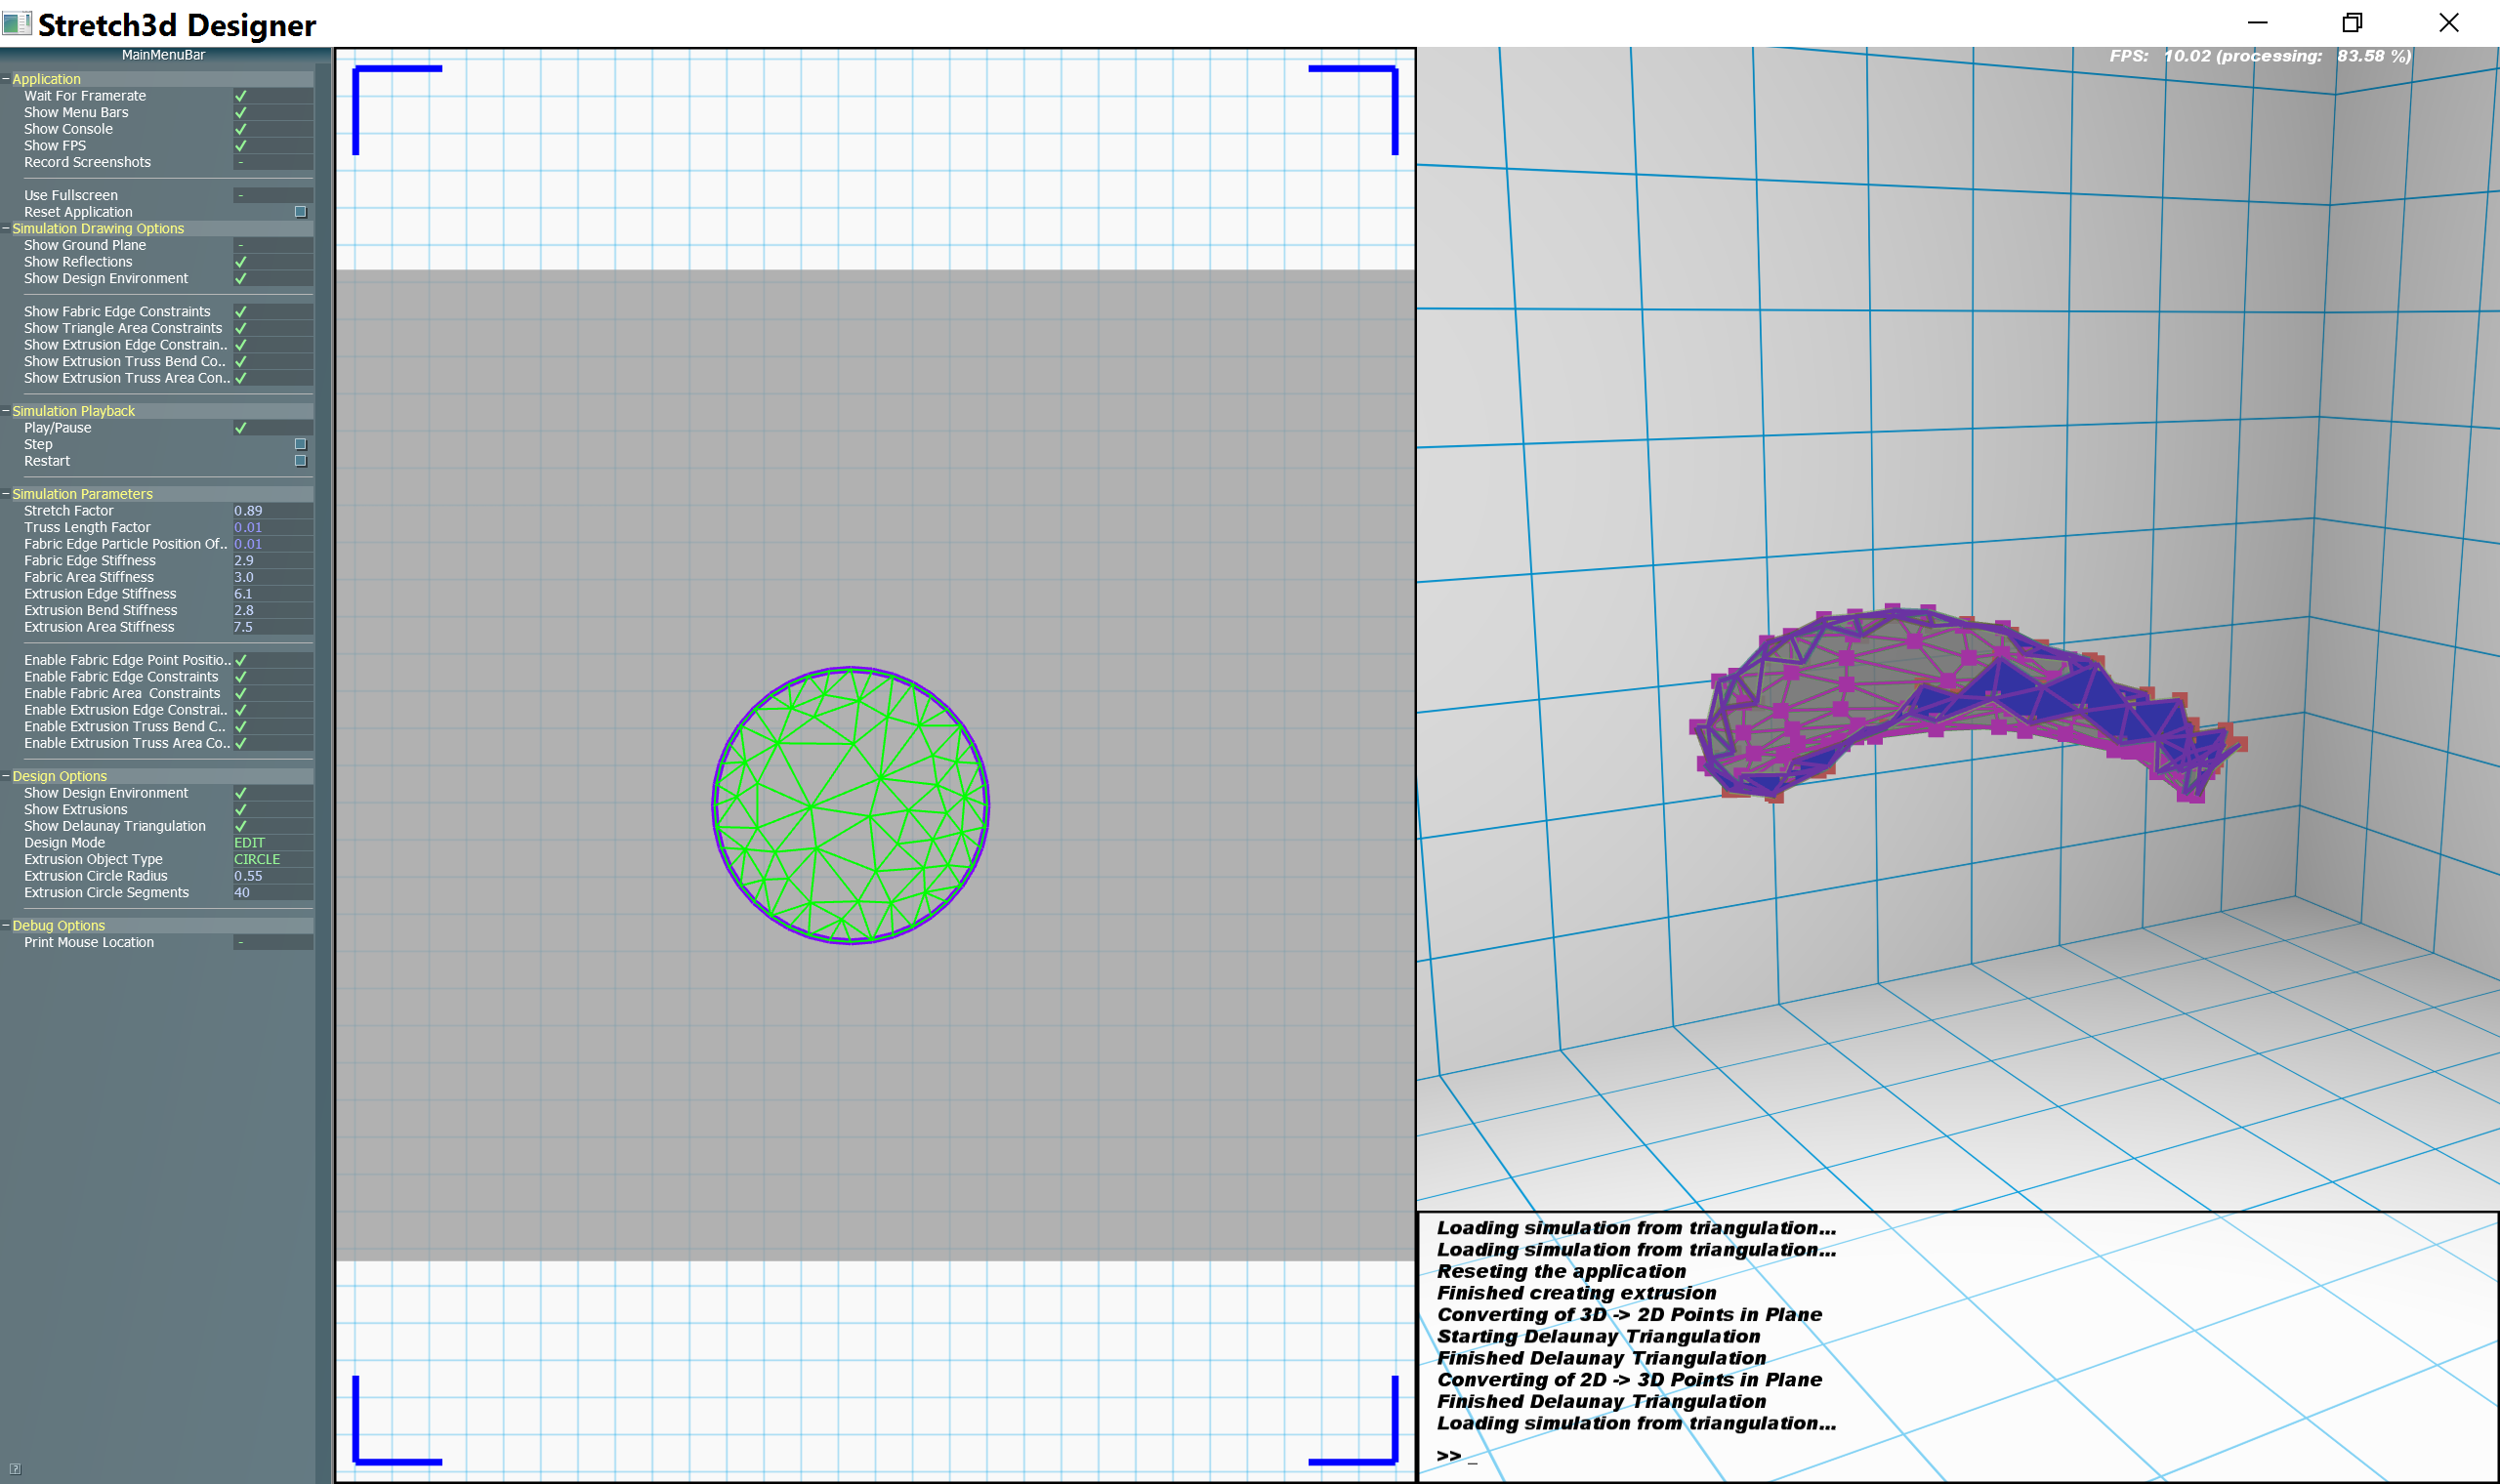 Stretch3d Designer
MainMenuBar
Application
Wait For Framerate
Show Menu Bars
Show Console
Show FPS
Record Screenshots -
Use Fullscreen -
Reset Application
Simulation Drawing Options
Show Ground Plane -
Show Reflections
Show Design Environment
Show Fabric Edge Constraints
Show Triangle Area Constraints
Show Extrusion Edge Constrain..
Show Extrusion Truss Bend Co..
Show Extrusion Truss Area Con..
Simulation Playback
Play/Pause
Step
Restart
Simulation Parameters
Stretch Factor 0.89
Truss Length Factor 0.01
Fabric Edge Particle Position Of.. 0.01
Fabric Edge Stiffness 2.9
Fabric Area Stiffness 3.0
Extrusion Edge Stiffness 6.1
Extrusion Bend Stiffness 2.8
Extrusion Area Stiffness 7.5
Enable Fabric Edge Point Positio..
Enable Fabric Edge Constraints
Enable Fabric Area  Constraints
Enable Extrusion Edge Constrai..
Enable Extrusion Truss Bend C..
Enable Extrusion Truss Area Co..
Design Options
Show Design Environment
Show Extrusions
Show Delaunay Triangulation
Design Mode EDIT
Extrusion Object Type CIRCLE
Extrusion Circle Radius 0.55
Extrusion Circle Segments 40
Debug Options
Print Mouse Location -
?
FPS: 10.02 (processing: 83.58 %)
Loading simulation from triangulation...
Loading simulation from triangulation...
Reseting the application
Finished creating extrusion
Converting of 3D -> 2D Points in Plane
Starting Delaunay Triangulation
Finished Delaunay Triangulation
Converting of 2D -> 3D Points in Plane
Finished Delaunay Triangulation
Loading simulation from triangulation...
>> _